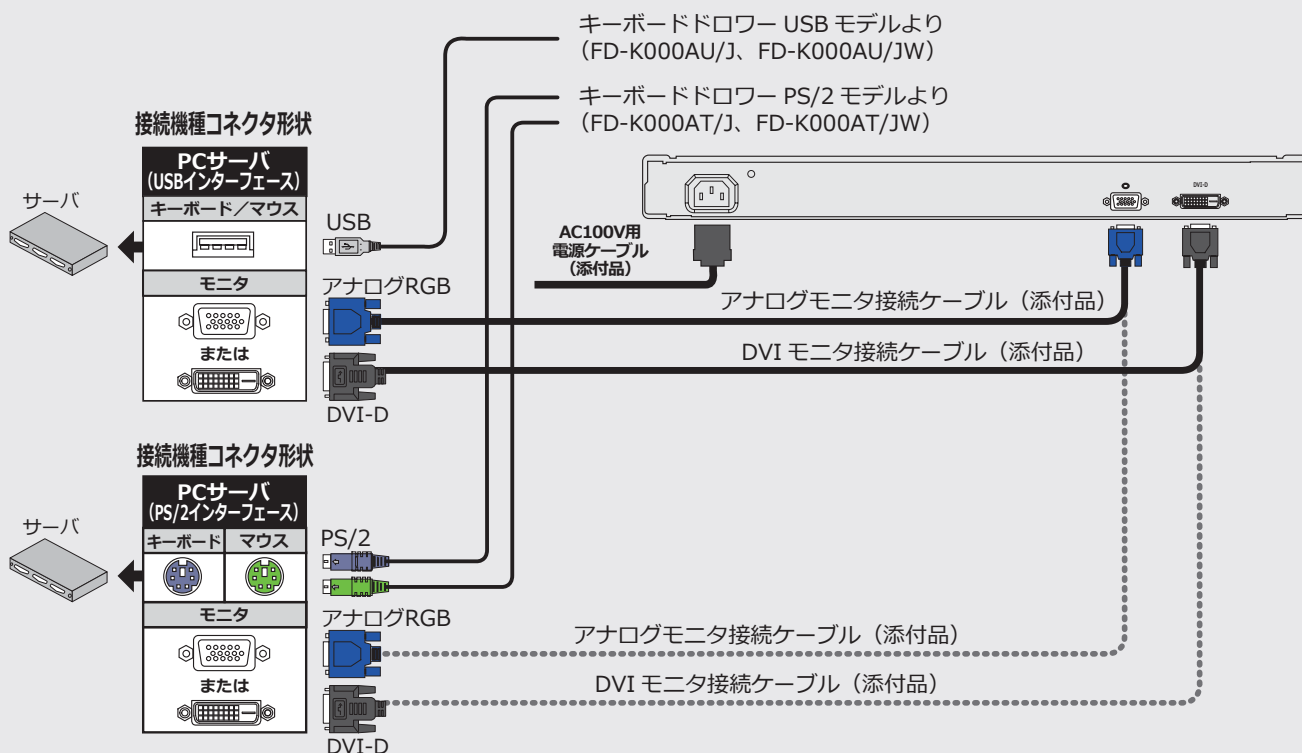 キーボードドロワー USB モデルより
（FD-K000AU/J、FD-K000AU/JW）
キーボードドロワー PS/2 モデルより
（FD-K000AT/J、FD-K000AT/JW）
接続機種コネクタ形状
PCサーバ
（USBインターフェース）
キーボード／マウス
サーバ
USB
モニタ
アナログRGB
または
DVI-D
DVI-D
AC100V用
電源ケーブル
（添付品）
アナログモニタ接続ケーブル（添付品）
DVI モニタ接続ケーブル（添付品）
接続機種コネクタ形状
PCサーバ
（PS/2インターフェース）
サーバ
キーボード
マウス
PS/2
モニタ
アナログRGB
または
DVI-D
アナログモニタ接続ケーブル（添付品）
DVI モニタ接続ケーブル（添付品）